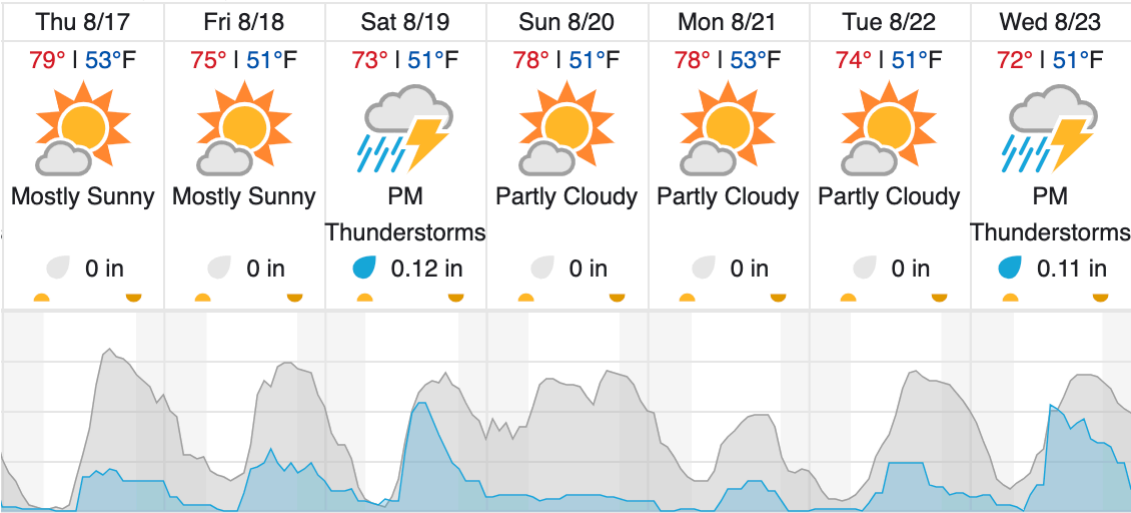 Thu 8/17 Fri 8/18 Sat 8/19 Sun 8/20 Mon 8/21 Tue 8/22 Wed 8/23
79° | 53°F 75° | 51°F 73° | 51°F 78° | 51°F 78° | 53°F 74° | 51°F 72° | 51°F
Mostly Sunny Mostly Sunny PM Partly Cloudy Partly Cloudy Partly Cloudy PM
Thunderstorms Thunderstorms
0 in 0 in 0.12 in 0 in 0 in 0 in 0.11 in